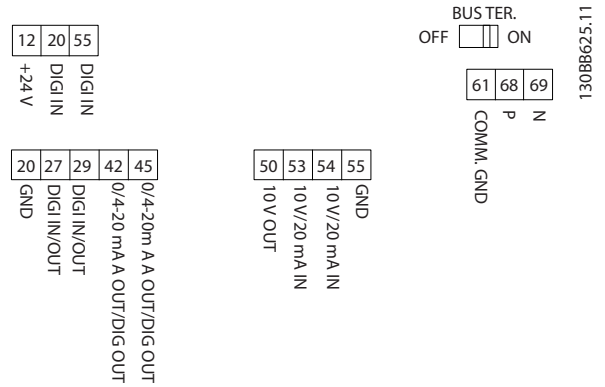 BUS TER.
OFF ON
130BB625.11
12 20 55
+24 V
DIGI IN
DIGI IN
61 68 69
COMM. GND
P
N
20 27 29 42 45
GND
DIGI IN/OUT
DIGI IN/OUT
0/4-20 mA A OUT/DIG OUT
0/4-20m A A OUT/DIG OUT
50 53 54 55
10 V OUT
10 V/20 mA IN
10 V/20 mA IN
GND